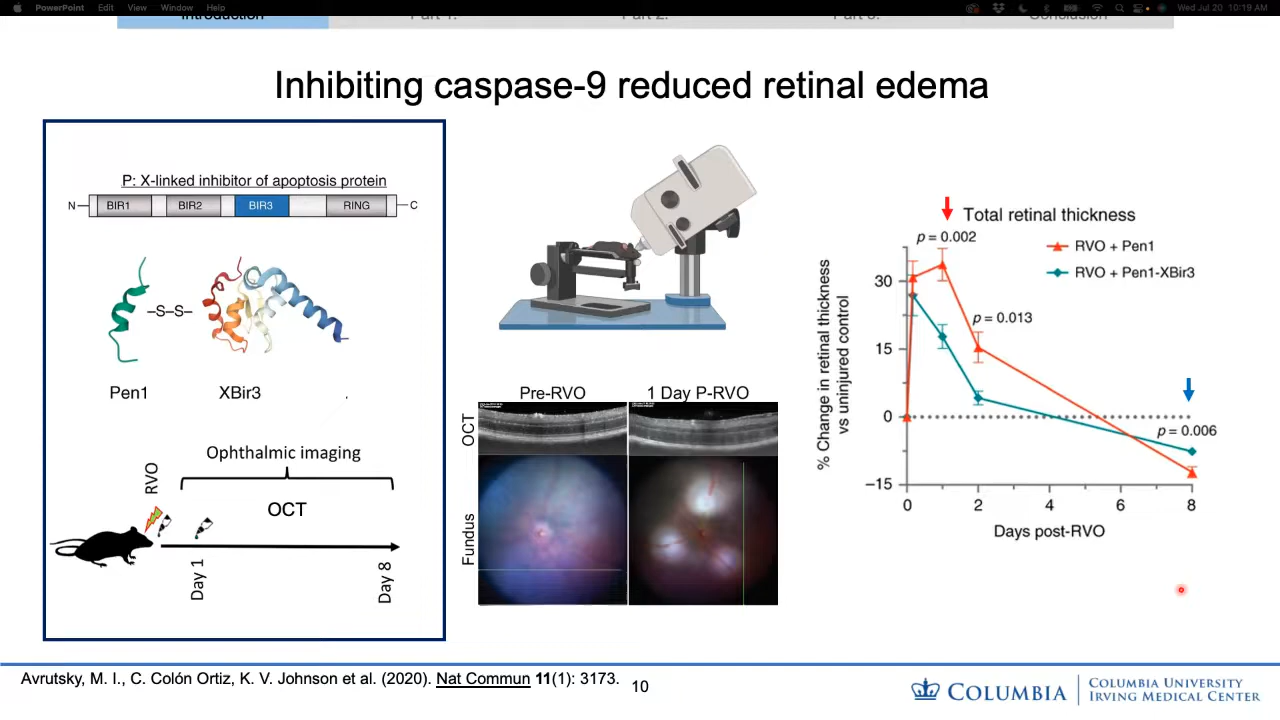 PowerPoint File Edit View Window Help Wed Jul 20 10:19 AM
Introduction Part 1. Part 2. Part 3. Conclusion
Inhibiting caspase-9 reduced retinal edema
P: X-linked inhibitor of apoptosis protein
N BIR1 BIR2 BIR3 RING C
–S–S–
Pen1 XBir3
Ophthalmic imaging
RVO
OCT
Day 1
Day 8
Pre-RVO 1 Day P-RVO
OCT
Fundus
Total retinal thickness
p = 0.002
RVO + Pen1
RVO + Pen1-XBir3
p = 0.013
p = 0.006
% Change in retinal thickness
vs uninjured control
30
15
0
−15
0 2 4 6 8
Days post-RVO
Avrutsky, M. I., C. Colón Ortiz, K. V. Johnson et al. (2020). Nat Commun 11(1): 3173.
10
COLUMBIA
COLUMBIA UNIVERSITY
IRVING MEDICAL CENTER